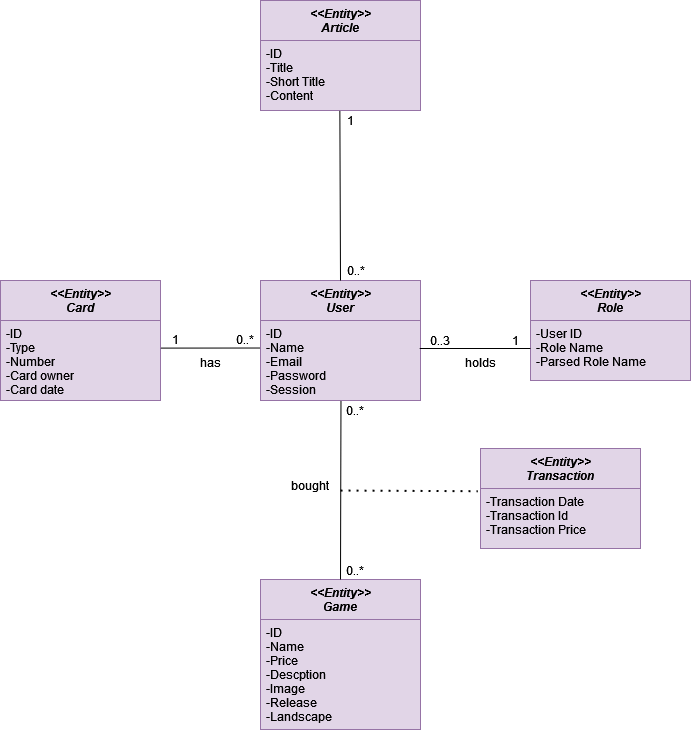 <<Entity>>
Article
-ID
-Title
-Short Title
-Content
1
0..*
<<Entity>>
Card
-ID
-Type
-Number
-Card owner
-Card date
1
0..*
has
<<Entity>>
User
-ID
-Name
-Email
-Password
-Session
0..3
1
holds
<<Entity>>
Role
-User ID
-Role Name
-Parsed Role Name
0..*
bought
<<Entity>>
Transaction
-Transaction Date
-Transaction Id
-Transaction Price
0..*
<<Entity>>
Game
-ID
-Name
-Price
-Descption
-Image
-Release
-Landscape